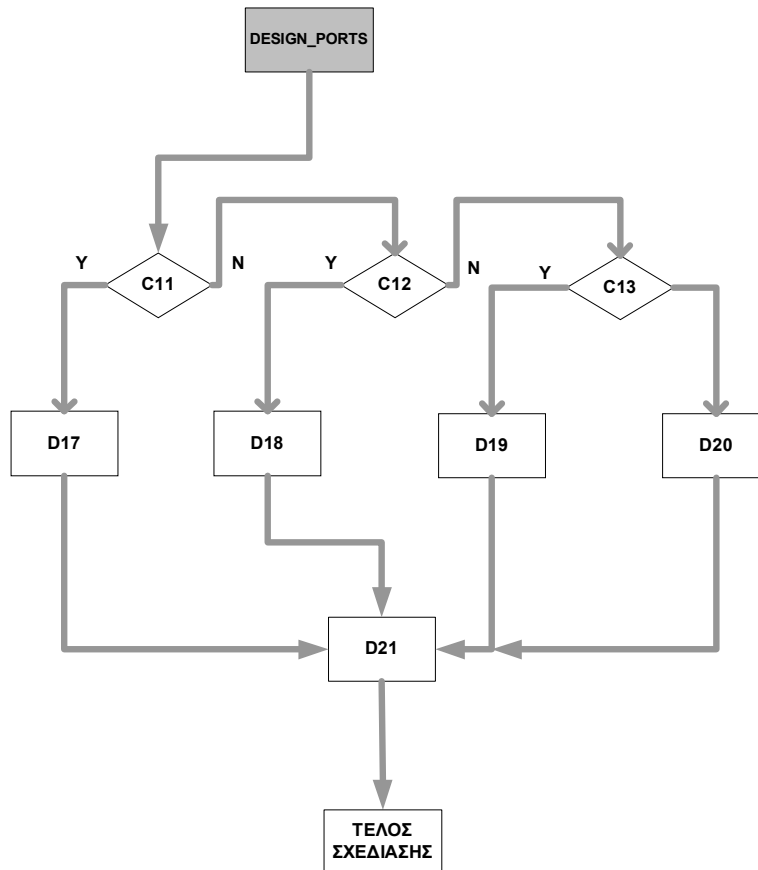 DESIGN_PORTS
Y
C11
N
Y
C12
N
Y
C13
D17
D18
D19
D20
D21
ΤΕΛΟΣ
ΣΧΕΔΙΑΣΗΣ